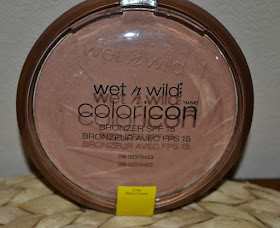 wet n wild
coloricon
BRONZER SPF 15
BRONZEUR AVEC FPS 15